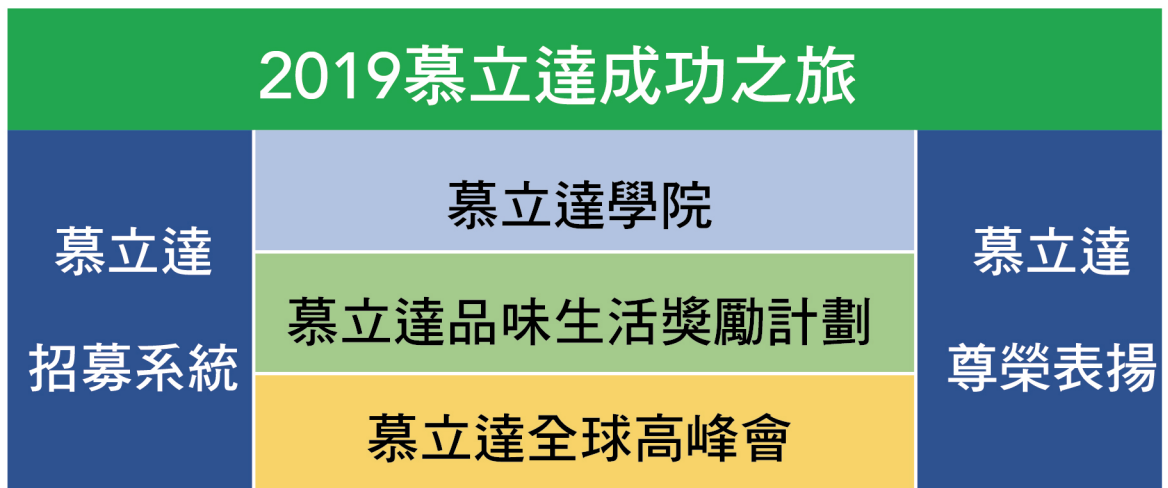 2019慕立達成功之旅
慕立達
招募系統
慕立達學院
慕立達品味生活獎勵計劃
慕立達全球高峰會
慕立達
尊榮表揚